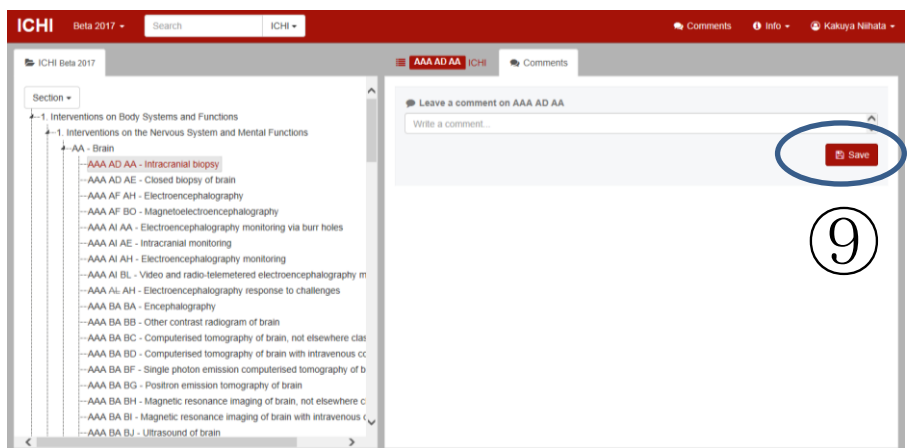 ICHI Beta 2017 Search ICHI Comments Info Kakuya Niihata
ICHI Beta 2017
AAA AD AA ICHI Comments
Section
Leave a comment on AAA AD AA
Write a comment...
Save
⑨
1. Interventions on Body Systems and Functions
1. Interventions on the Nervous System and Mental Functions
AA - Brain
AAA AD AA - Intracranial biopsy
AAA AD AE - Closed biopsy of brain
AAA AF AH - Electroencephalography
AAA AF BO - Magnetoelectroencephalography
AAA AI AA - Electroencephalography monitoring via burr holes
AAA AI AE - Intracranial monitoring
AAA AI AH - Electroencephalography monitoring
AAA AI BL - Video and radio-telemetered electroencephalography m
AAA AL AH - Electroencephalography response to challenges
AAA BA BA - Encephalography
AAA BA BB - Other contrast radiogram of brain
AAA BA BC - Computerised tomography of brain, not elsewhere clas
AAA BA BD - Computerised tomography of brain with intravenous cc
AAA BA BF - Single photon emission computerised tomography of b
AAA BA BG - Positron emission tomography of brain
AAA BA BH - Magnetic resonance imaging of brain, not elsewhere c
AAA BA BI - Magnetic resonance imaging of brain with intravenous c
AAA BA BJ - Ultrasound of brain